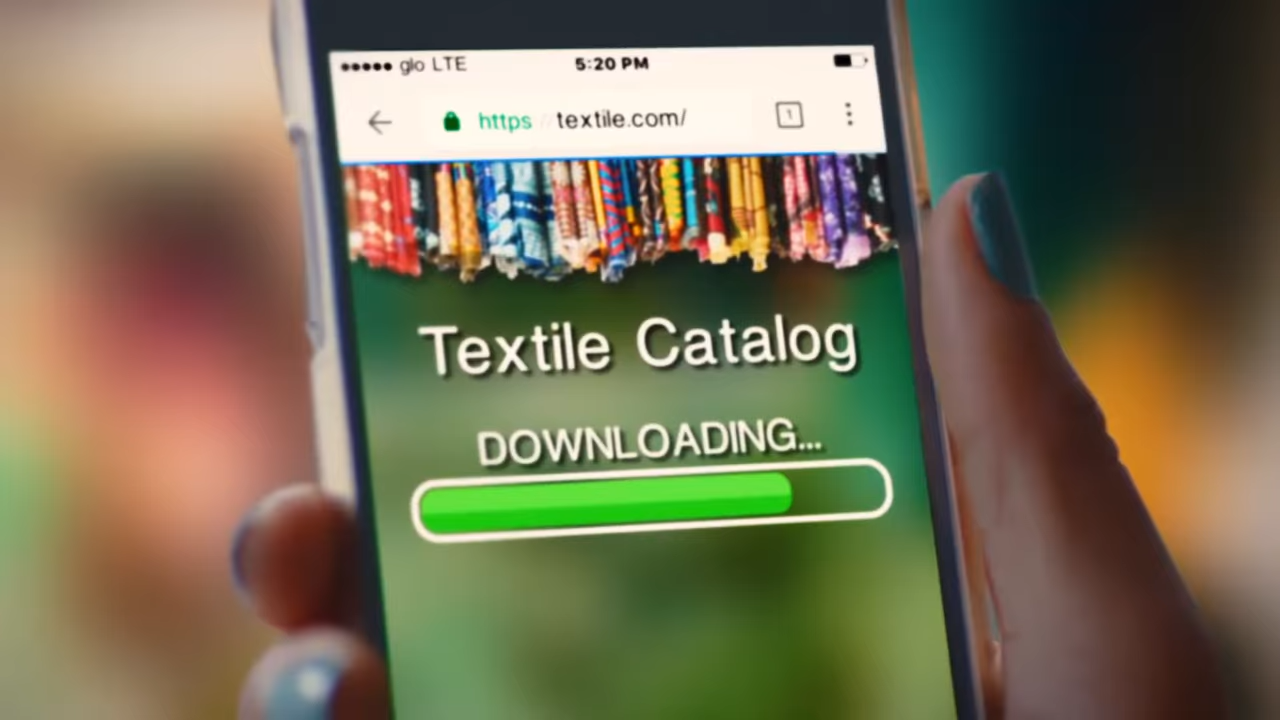 glo LTE 5:20 PM
https://textile.com/
1
Textile Catalog
DOWNLOADING...